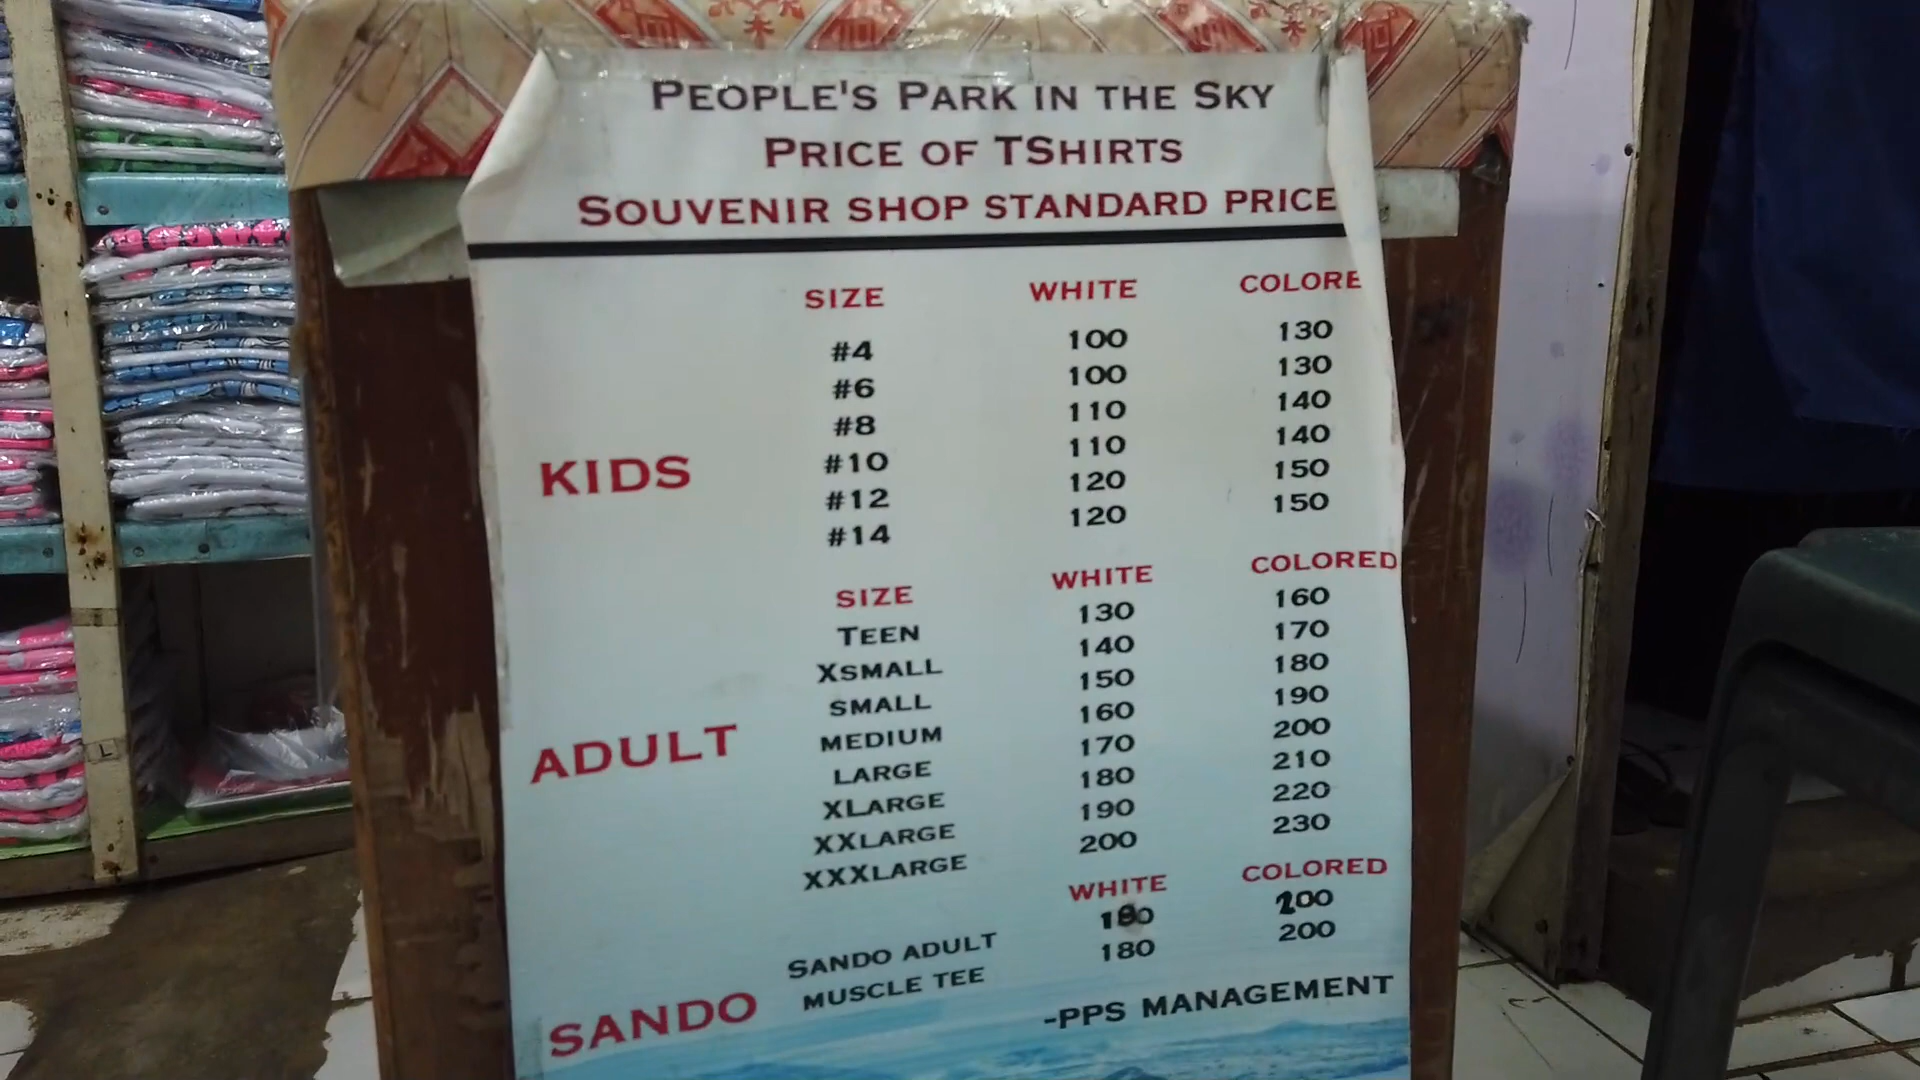 PEOPLE'S PARK IN THE SKY
PRICE OF TSHIRTS
SOUVENIR SHOP STANDARD PRICE
SIZE WHITE COLORE
#4 100 130
#6 100 130
#8 110 140
KIDS
#10 110 140
#12 120 150
#14 120 150
SIZE WHITE COLORED
TEEN 130 160
XSMALL 140 170
SMALL 150 180
ADULT
MEDIUM 160 190
LARGE 170 200
XLARGE 180 210
XXLARGE 190 220
XXXLARGE 200 230
WHITE COLORED
SANDO ADULT 200
MUSCLE TEE 180 200
SANDO
-PPS MANAGEMENT
L